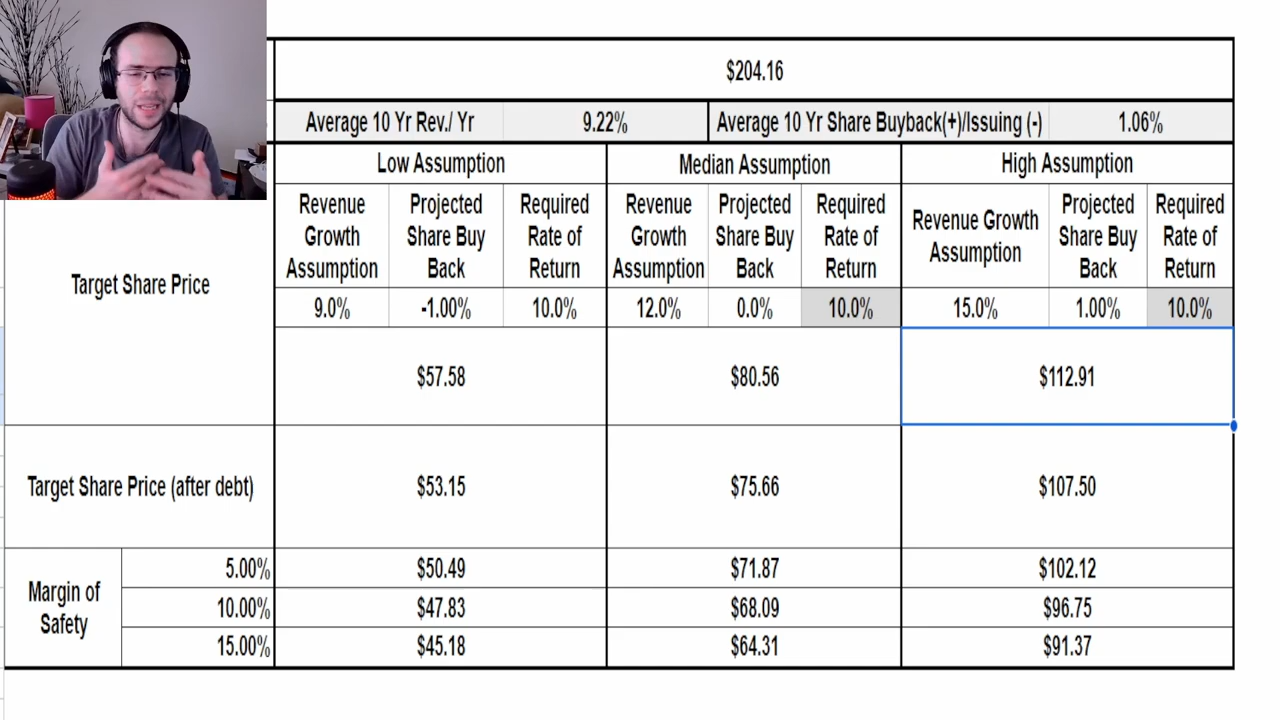 $204.16
Average 10 Yr Rev./ Yr 9.22% Average 10 Yr Share Buyback(+)/Issuing (-) 1.06%
Low Assumption Median Assumption High Assumption
Target Share Price
Revenue Growth Assumption
Projected Share Buy Back
Required Rate of Return
Revenue Growth Assumption
Projected Share Buy Back
Required Rate of Return
Revenue Growth Assumption
Projected Share Buy Back
Required Rate of Return
9.0% -1.00% 10.0% 12.0% 0.0% 10.0% 15.0% 1.00% 10.0%
$57.58 $80.56 $112.91
Target Share Price (after debt) $53.15 $75.66 $107.50
Margin of Safety
5.00% $50.49 $71.87 $102.12
10.00% $47.83 $68.09 $96.75
15.00% $45.18 $64.31 $91.37